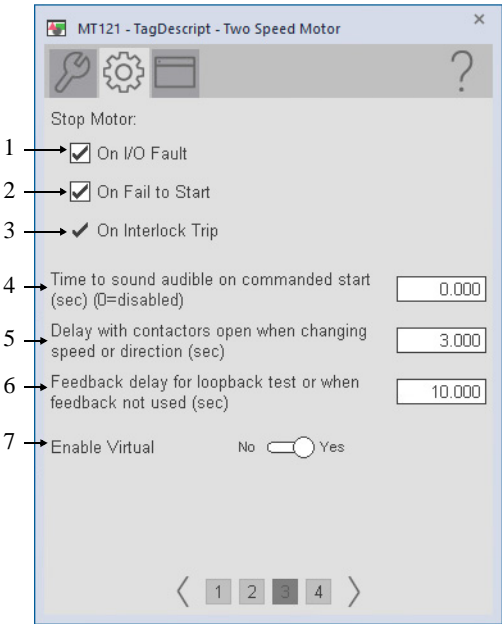 MT121 - TagDescript - Two Speed Motor
Stop Motor:
1 On I/O Fault
2 On Fail to Start
3 On Interlock Trip
4 Time to sound audible on commanded start
(sec) (0=disabled) 0.000
5 Delay with contactors open when changing
speed or direction (sec) 3.000
6 Feedback delay for loopback test or when
feedback not used (sec) 10.000
7 Enable Virtual No Yes
1 2 3 4